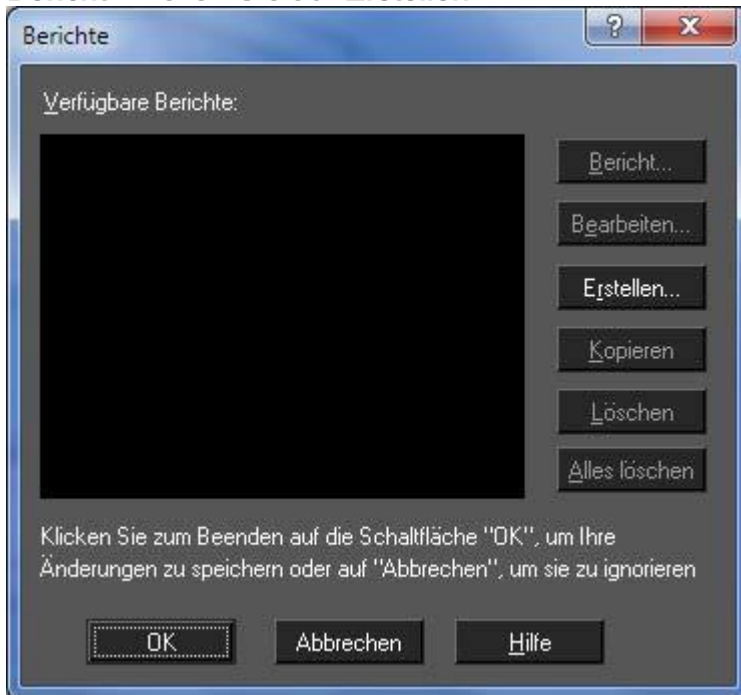 Berichte
?
X
Verfügbare Berichte:
Bericht...
Bearbeiten...
Erstellen...
Kopieren
Löschen
Alles löschen
Klicken Sie zum Beenden auf die Schaltfläche "OK", um Ihre
Änderungen zu speichern oder auf "Abbrechen", um sie zu ignorieren
OK
Abbrechen
Hilfe